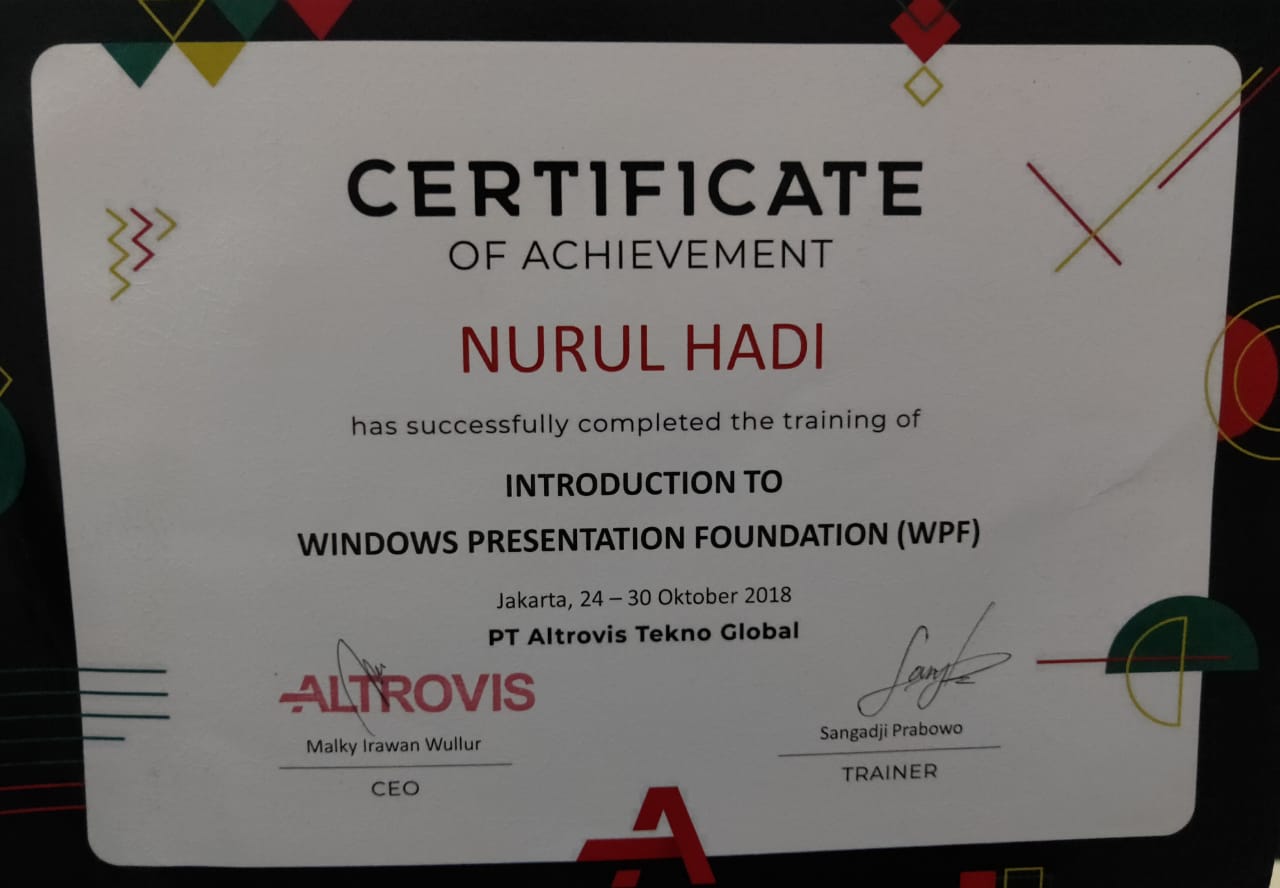 CERTIFICATE
OF ACHIEVEMENT
NURUL HADI
has successfully completed the training of
INTRODUCTION TO
WINDOWS PRESENTATION FOUNDATION (WPF)
Jakarta, 24 – 30 Oktober 2018
PT Altrovis Tekno Global
ALTROVIS
Malky Irawan Wullur
CEO
Sangadji Prabowo
TRAINER